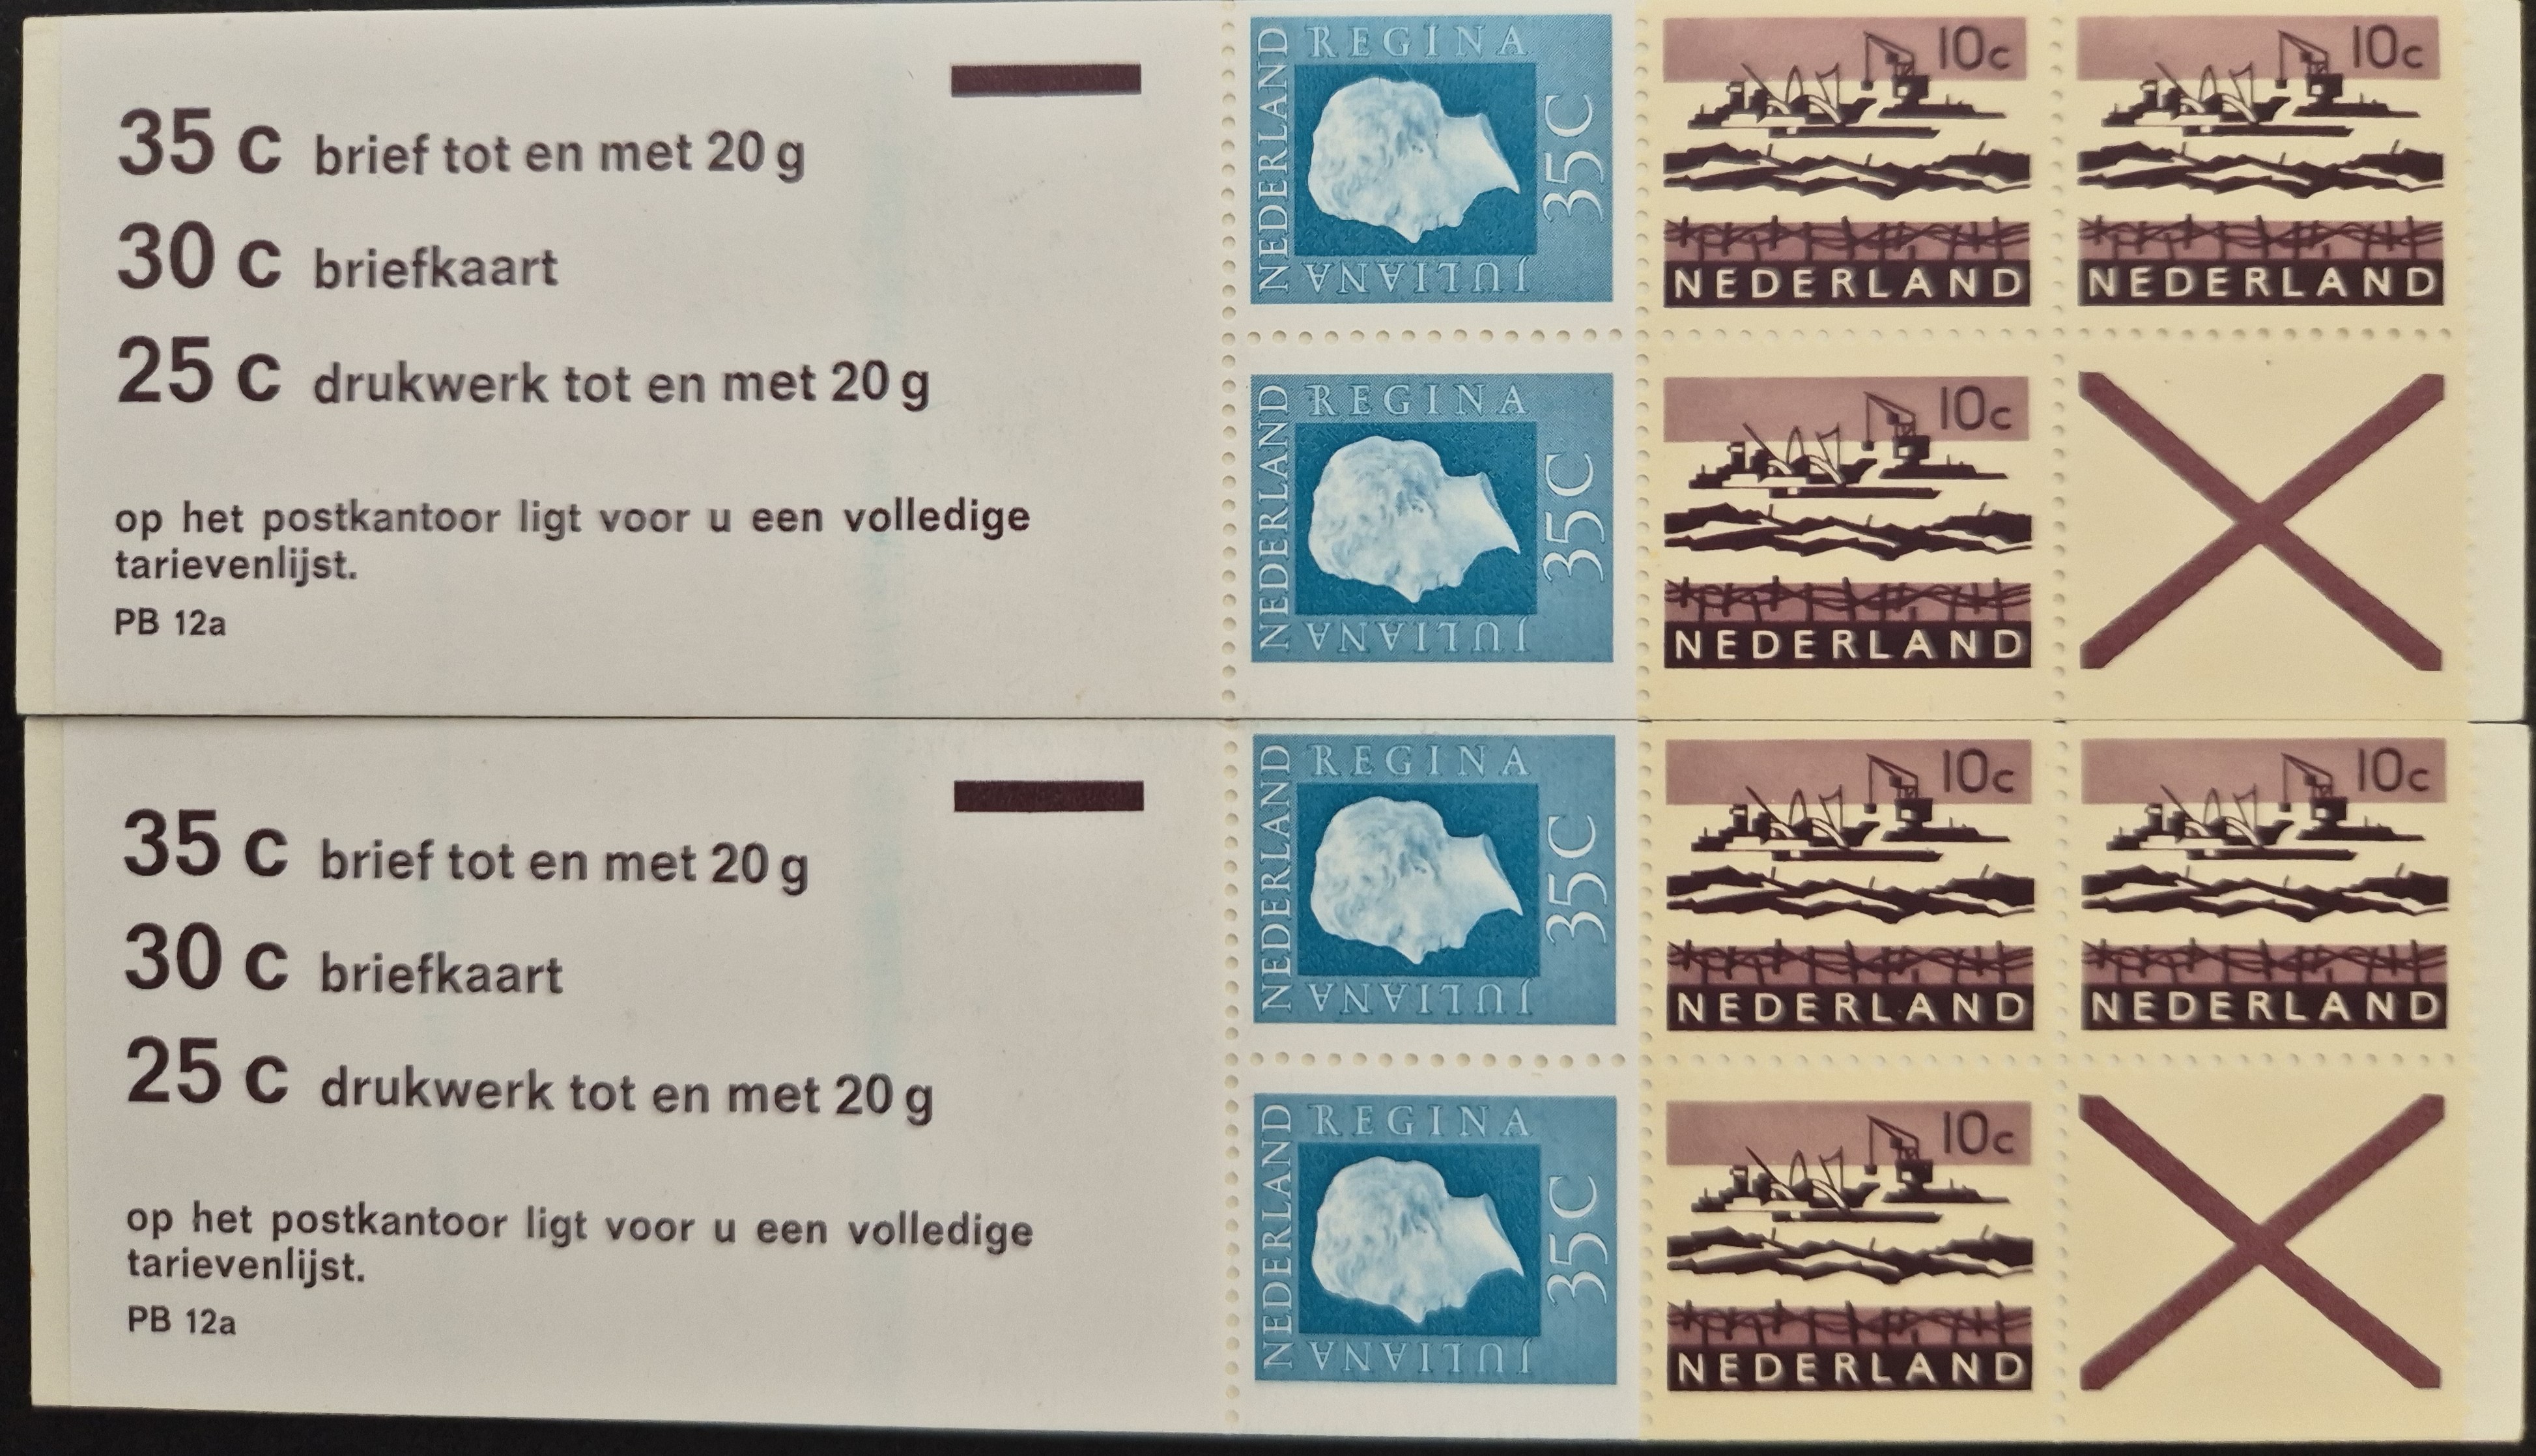 35 c brief tot en met 20 g
30 c briefkaart
25 c drukwerk tot en met 20 g
op het postkantoor ligt voor u een volledige
tarievenlijst.
PB 12a
NEDERLAND REGINA JULIANA 35C
10c
NEDERLAND
10c
NEDERLAND
NEDERLAND REGINA JULIANA 35C
10c
NEDERLAND
35 c brief tot en met 20 g
30 c briefkaart
25 c drukwerk tot en met 20 g
op het postkantoor ligt voor u een volledige
tarievenlijst.
PB 12a
NEDERLAND REGINA JULIANA 35C
10c
NEDERLAND
10c
NEDERLAND
NEDERLAND REGINA JULIANA 35C
10c
NEDERLAND